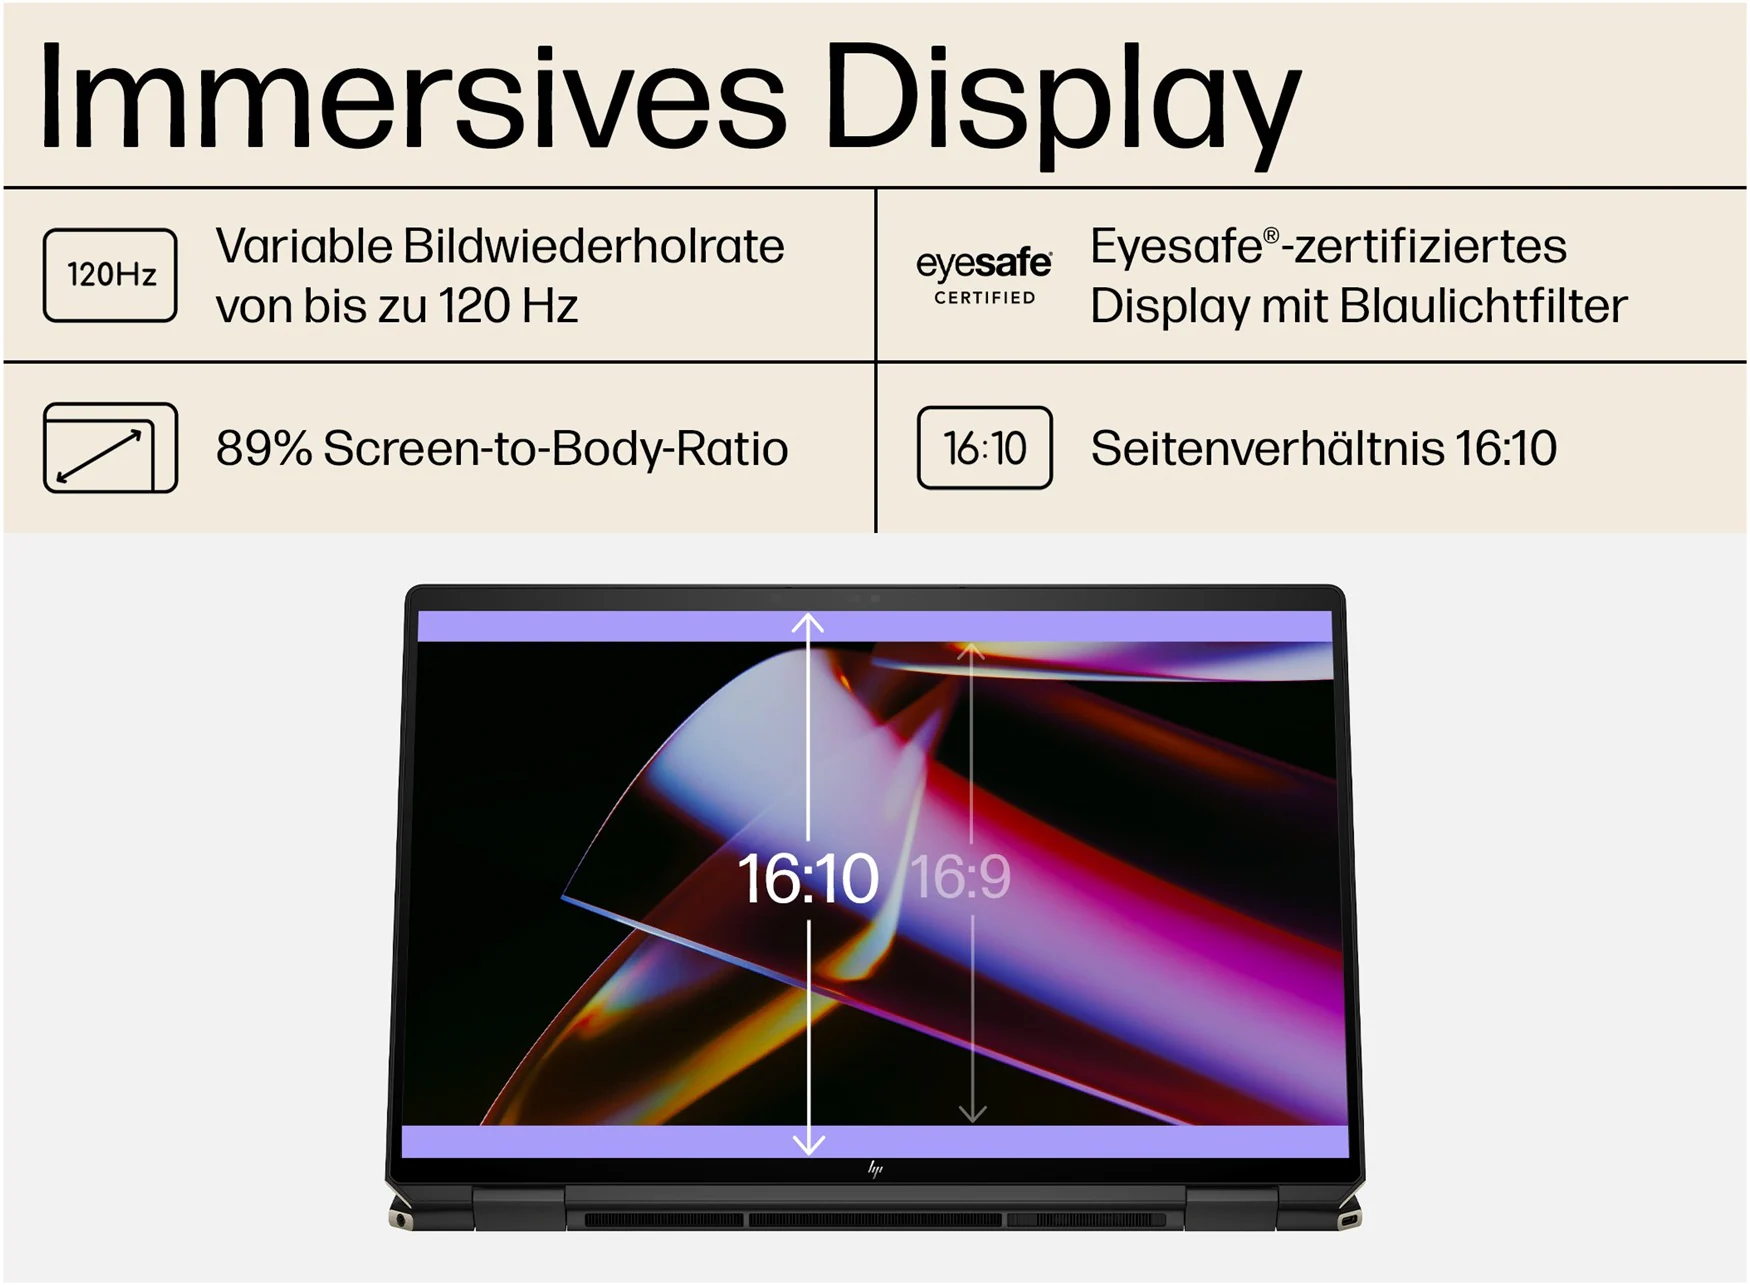 Immersives Display
120Hz
Variable Bildwiederholrate
von bis zu 120 Hz
eyesafe®
CERTIFIED
Eyesafe®-zertifiziertes
Display mit Blaulichtfilter
89% Screen-to-Body-Ratio
16:10
Seitenverhältnis 16:10
16:10
16:9
hp